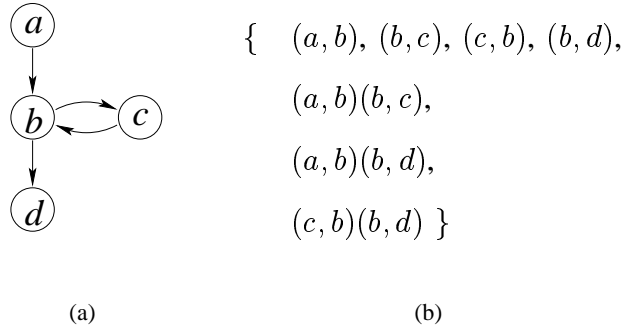 a
b
c
d
{ (a, b), (b, c), (c, b), (b, d),
(a, b)(b, c),
(a, b)(b, d),
(c, b)(b, d) }
(a)
(b)